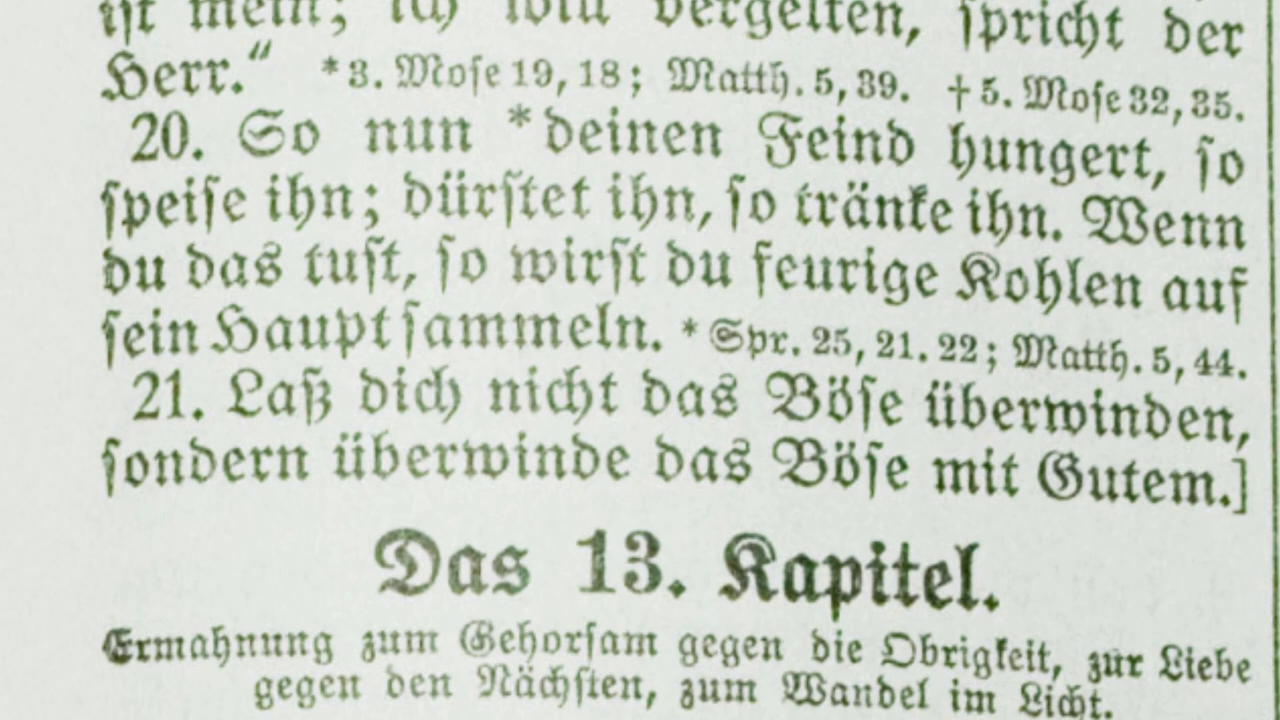 ist mein; ich will vergelten, spricht der
Herr.“ *3. Mose 19, 18; Matth. 5, 39. †5. Mose 32, 35.
20. So nun *deinen Feind hungert, so
speise ihn; dürstet ihn, so tränke ihn. Wenn
du das tust, so wirst du feurige Kohlen auf
sein Haupt sammeln. *Spr. 25, 21. 22; Matth. 5, 44.
21. Laß dich nicht das Böse überwinden,
sondern überwinde das Böse mit Gutem.]
Das 13. Kapitel.
Ermahnung zum Gehorsam gegen die Obrigkeit, zur Liebe
gegen den Nächsten, zum Wandel im Licht.